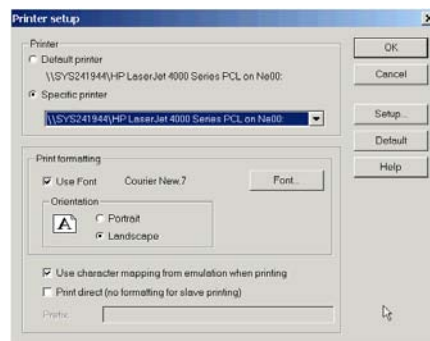 Printer setup
Printer
Default printer
\\SYS241944\HP LaserJet 4000 Series PCL on Ne00:
Specific printer
\\SYS241944\HP LaserJet 4000 Series PCL on Ne00:
OK
Cancel
Setup...
Default
Help
Print formatting
Use Font Courier New.7 Font...
Orientation
A
Portrait
Landscape
Use character mapping from emulation when printing
Print direct (no formatting for slave printing)
Prefix: